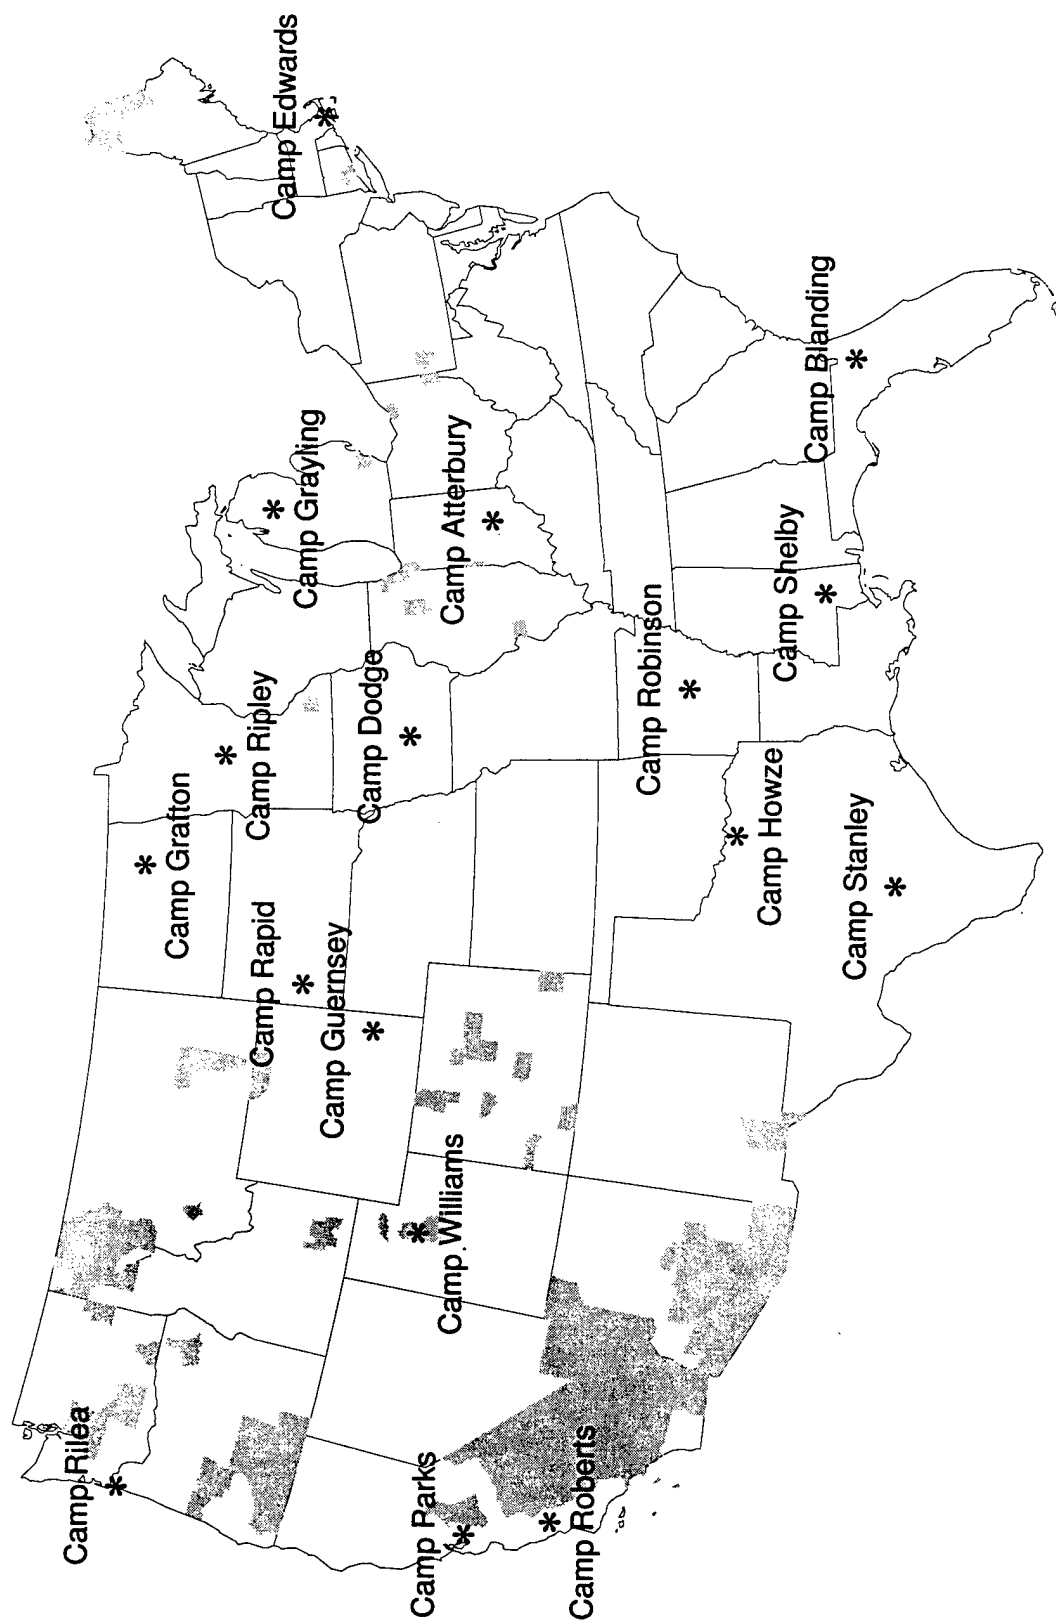 Camp Rilea
Camp Grafton
Camp Ripley
Camp Edwards
Camp Rapid
Camp Grayling
Camp Guernsey
Camp Dodge
Camp Parks
Camp Williams
Camp Atterbury
Camp Roberts
Camp Robinson
Camp Howze
Camp Shelby
Camp Blanding
Camp Stanley